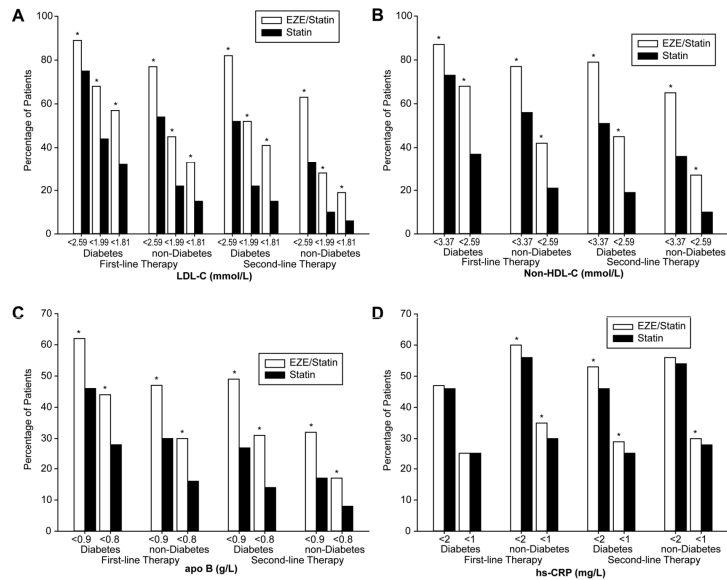 A
EZE/Statin
Statin
Percentage of Patients
100
80
60
40
20
0
* * * * * * * * * * * *
<2.59 <1.99 <1.81 <2.59 <1.99 <1.81 <2.59 <1.99 <1.81 <2.59 <1.99 <1.81
Diabetes non-Diabetes Diabetes non-Diabetes
First-line Therapy Second-line Therapy
LDL-C (mmol/L)
B
EZE/Statin
Statin
Percentage of Patients
100
80
60
40
20
0
* * * * * * * *
<3.37 <2.59 <3.37 <2.59 <3.37 <2.59 <3.37 <2.59
Diabetes non-Diabetes Diabetes non-Diabetes
First-line Therapy Second-line Therapy
Non-HDL-C (mmol/L)
C
EZE/Statin
Statin
Percentage of Patients
70
60
50
40
30
20
10
0
* * * * * * * *
<0.9 <0.8 <0.9 <0.8 <0.9 <0.8 <0.9 <0.8
Diabetes non-Diabetes Diabetes non-Diabetes
First-line Therapy Second-line Therapy
apo B (g/L)
D
EZE/Statin
Statin
Percentage of Patients
70
60
50
40
30
20
10
0
* * * * *
<2 <1 <2 <1 <2 <1 <2 <1
Diabetes non-Diabetes Diabetes non-Diabetes
First-line Therapy Second-line Therapy
hs-CRP (mg/L)